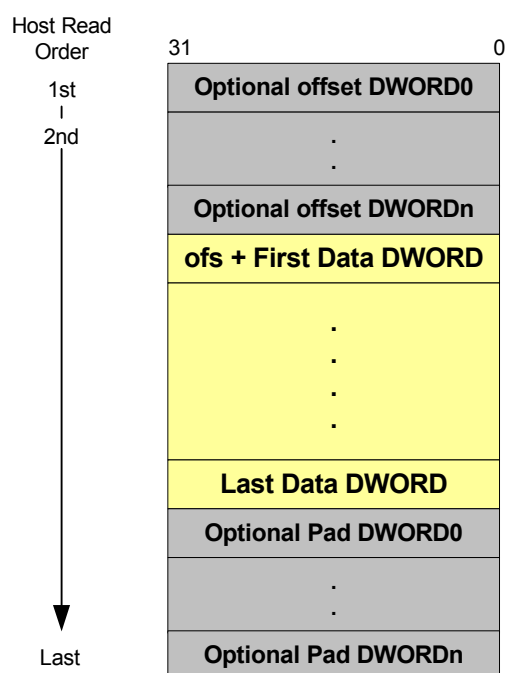 Host Read
Order
31 0
1st
Optional offset DWORD0
2nd
.
.
Optional offset DWORDn
ofs + First Data DWORD
.
.
.
.
Last Data DWORD
Optional Pad DWORD0
.
.
Last
Optional Pad DWORDn